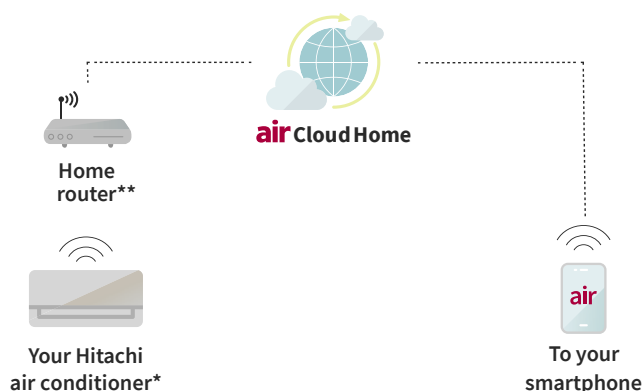 air Cloud Home
Home
router**
Your Hitachi
air conditioner*
air
To your
smartphone